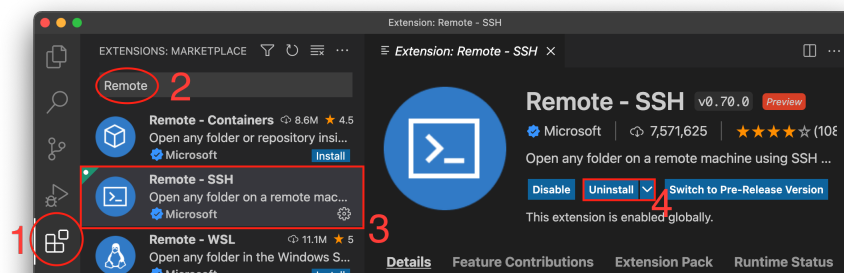 Extension: Remote - SSH
EXTENSIONS: MARKETPLACE
Extension: Remote - SSH
Remote 2
Remote - Containers 8.6M 4.5
Open any folder or repository insi...
Microsoft Install
Remote - SSH
Open any folder on a remote mac...
Microsoft
3
1
Remote - WSL 11.1M 5
Open any folder in the Windows S...
Microsoft Install
Remote - SSH v0.70.0 Preview
Microsoft 7,571,625 (108
Open any folder on a remote machine using SSH ...
Disable Uninstall Switch to Pre-Release Version
4
This extension is enabled globally.
Details Feature Contributions Extension Pack Runtime Status